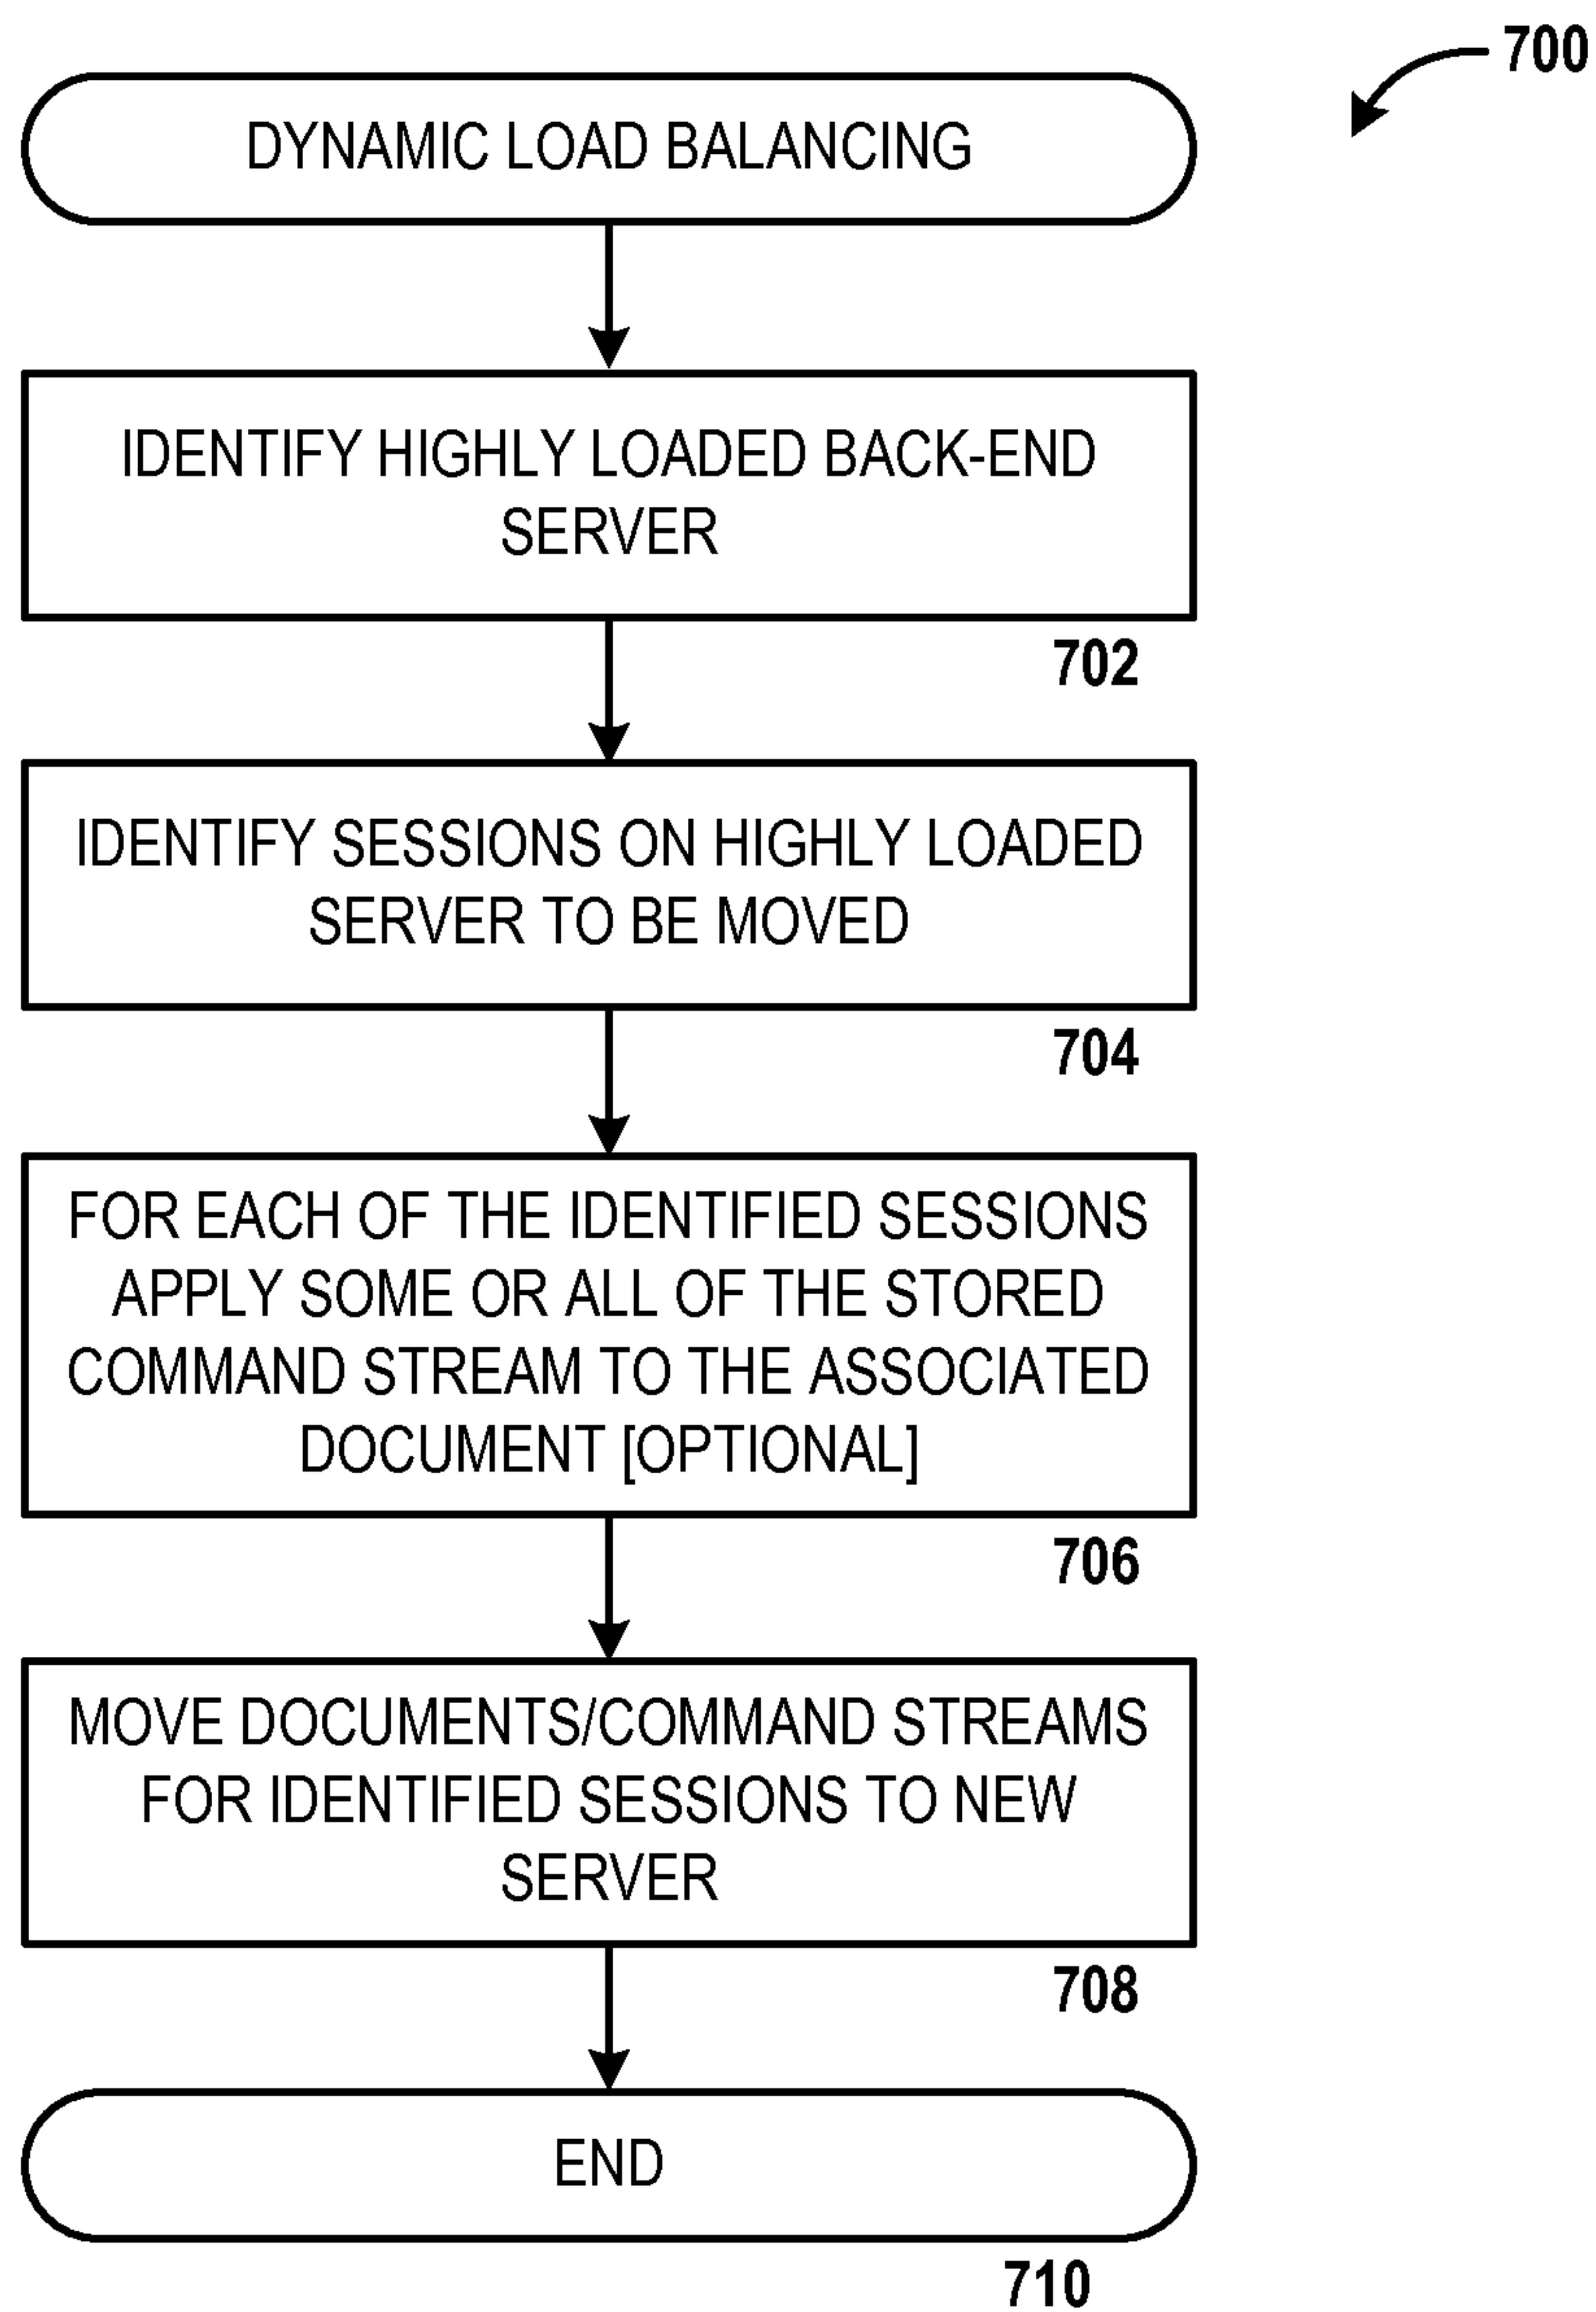 700
DYNAMIC LOAD BALANCING
IDENTIFY HIGHLY LOADED BACK-END
SERVER
702
IDENTIFY SESSIONS ON HIGHLY LOADED
SERVER TO BE MOVED
704
FOR EACH OF THE IDENTIFIED SESSIONS
APPLY SOME OR ALL OF THE STORED
COMMAND STREAM TO THE ASSOCIATED
DOCUMENT [OPTIONAL]
706
MOVE DOCUMENTS/COMMAND STREAMS
FOR IDENTIFIED SESSIONS TO NEW
SERVER
708
END
710